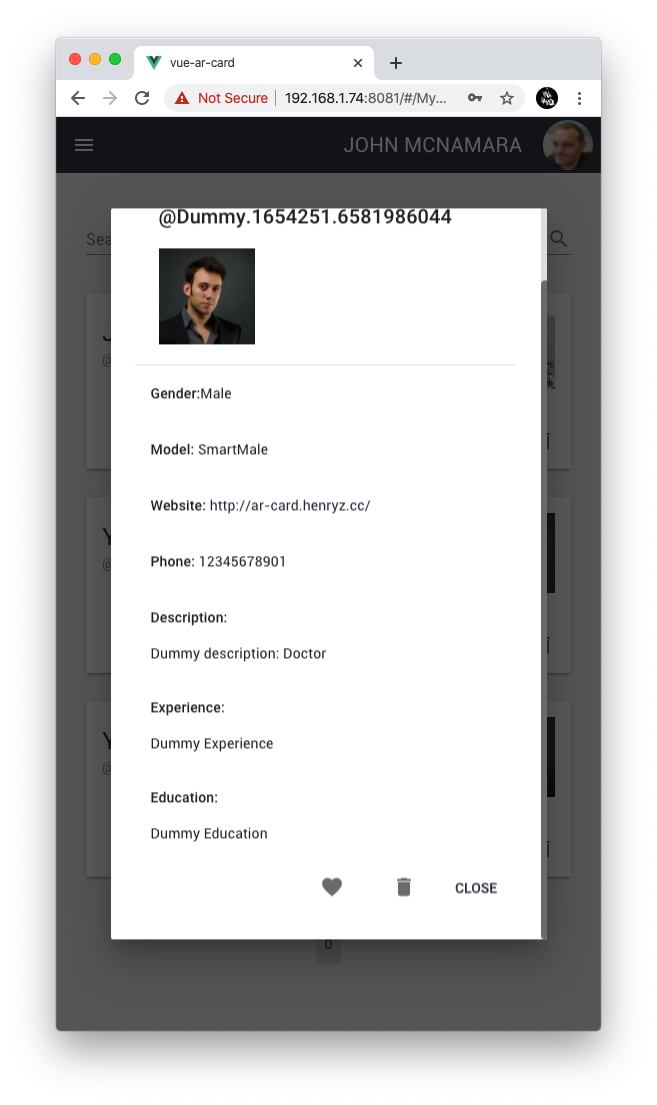 vue-ar-card
Not Secure | 192.168.1.74:8081/#/My...
JOHN MCNAMARA
Sea
@Dummy.1654251.6581986044
Gender:Male
Model: SmartMale
Website: http://ar-card.henryz.cc/
Phone: 12345678901
Description:
Dummy description: Doctor
Experience:
Dummy Experience
Education:
Dummy Education
CLOSE
0